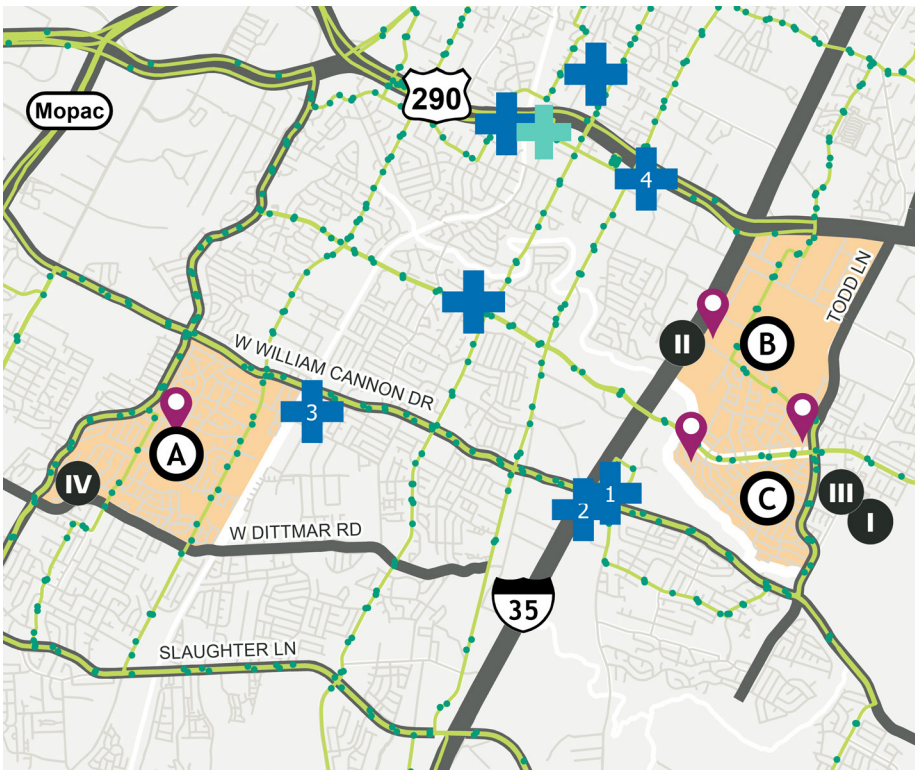 290
Mopac
4
TODD LN
B
II
W WILLIAM CANNON DR
3
A
IV
1
2
C
III
I
W DITTMAR RD
35
SLAUGHTER LN